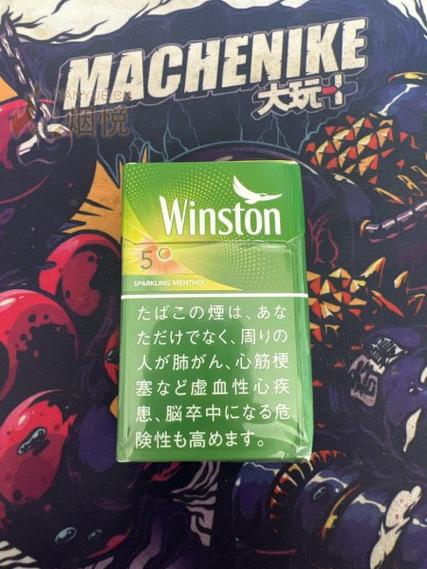 MACHENIKE
大玩
烟悦
Winston
5
SPARKLING MENTHOL
たばこの煙は、あな
ただけでなく、周りの
人が肺がん、心筋梗
塞など虚血性心疾
患、脳卒中になる危
険性も高めます。